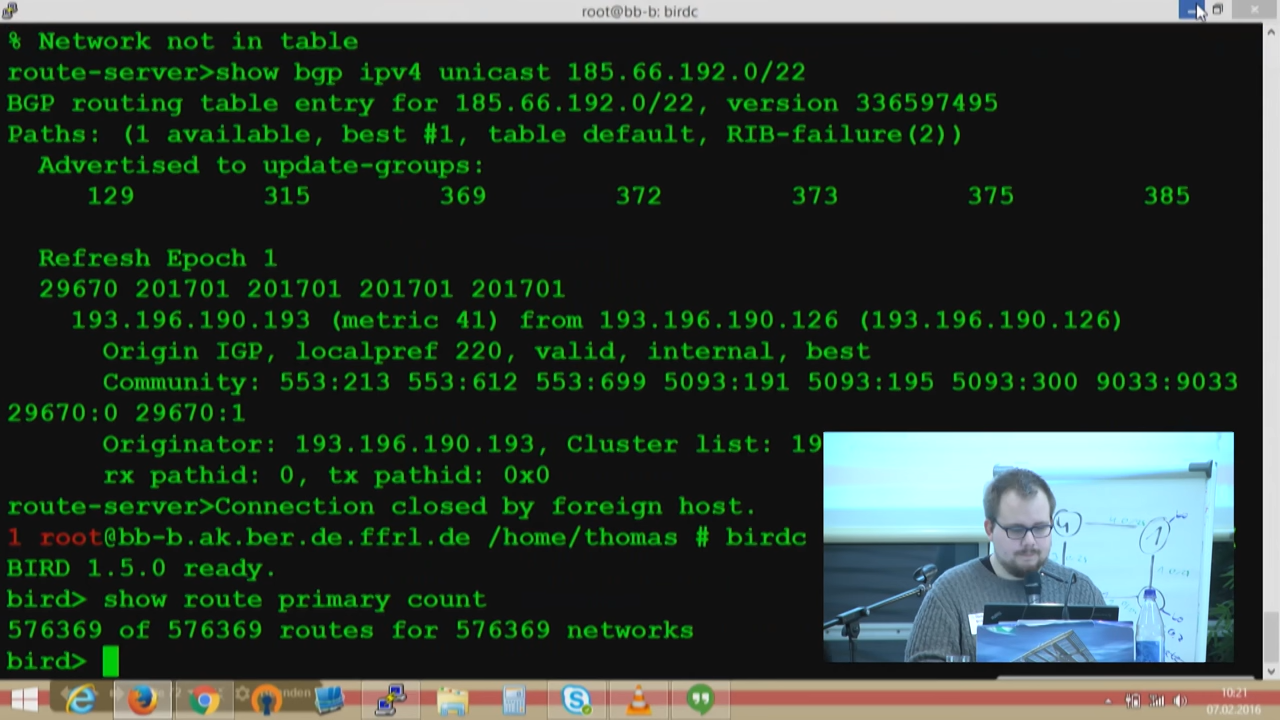 root@bb-b: birdc
% Network not in table
route-server>show bgp ipv4 unicast 185.66.192.0/22
BGP routing table entry for 185.66.192.0/22, version 336597495
Paths: (1 available, best #1, table default, RIB-failure(2))
Advertised to update-groups:
129 315 369 372 373 375 385
Refresh Epoch 1
29670 201701 201701 201701 201701
193.196.190.193 (metric 41) from 193.196.190.126 (193.196.190.126)
Origin IGP, localpref 220, valid, internal, best
Community: 553:213 553:612 553:699 5093:191 5093:195 5093:300 9033:9033
29670:0 29670:1
Originator: 193.196.190.193, Cluster list: 19
rx pathid: 0, tx pathid: 0x0
route-server>Connection closed by foreign host.
1 root@bb-b.ak.ber.de.ffrl.de /home/thomas # birdc
BIRD 1.5.0 ready.
bird> show route primary count
576369 of 576369 routes for 576369 networks
bird>
10:21
07.02.2016